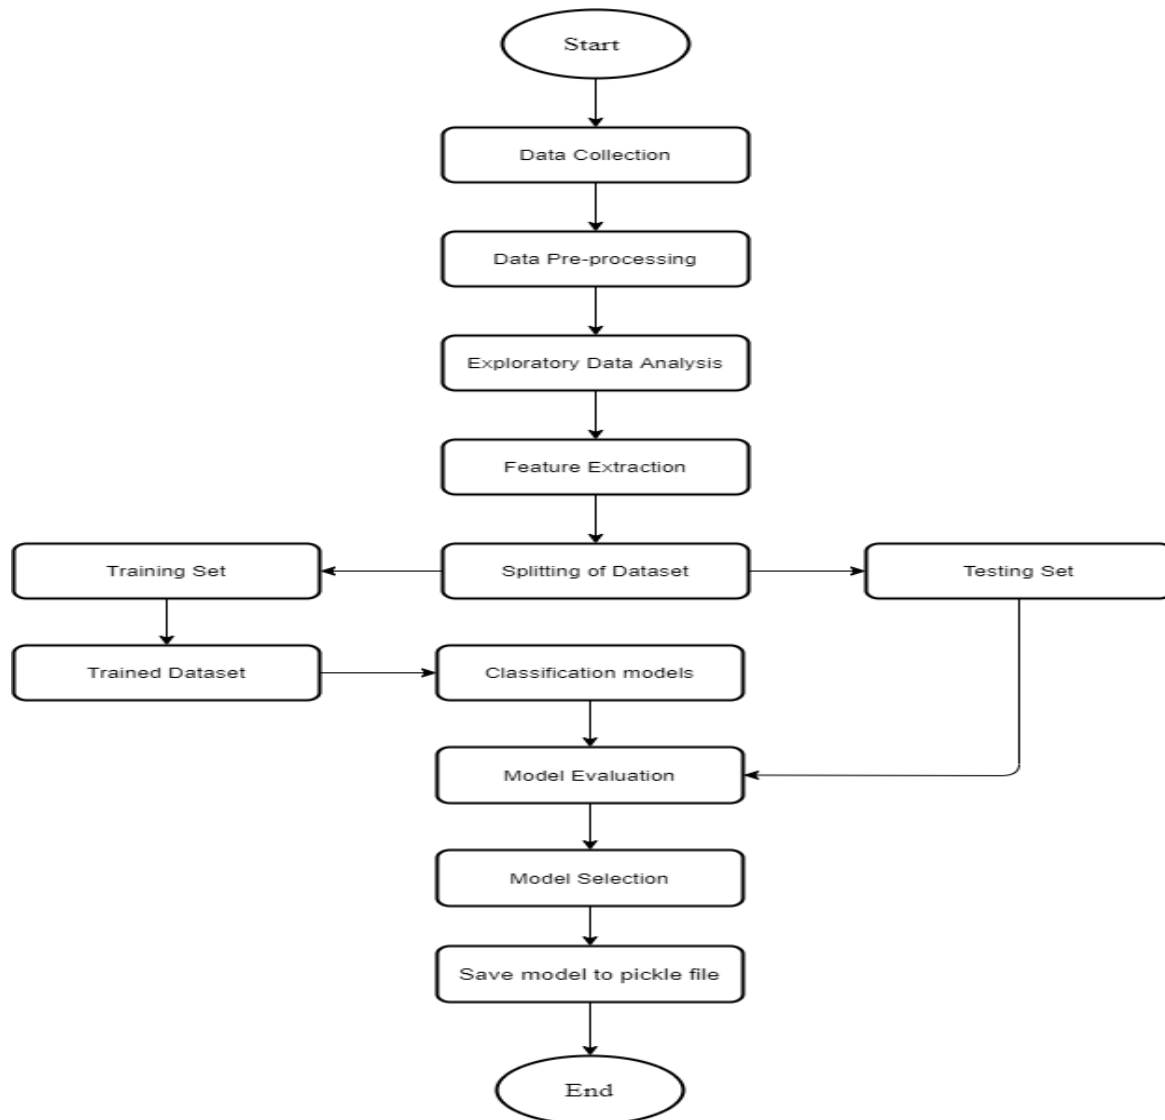 Start
Data Collection
Data Pre-processing
Exploratory Data Analysis
Feature Extraction
Training Set
Splitting of Dataset
Testing Set
Trained Dataset
Classification models
Model Evaluation
Model Selection
Save model to pickle file
End